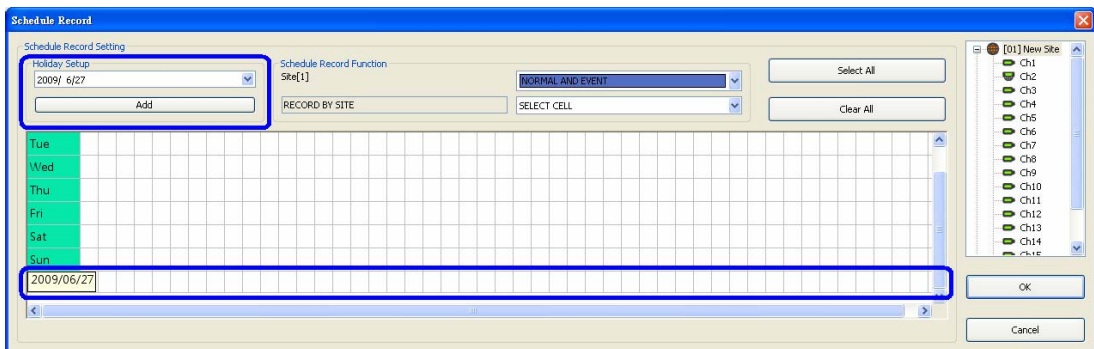 Schedule Record
Schedule Record Setting
Holiday Setup
2009/ 6/27
Add
Schedule Record Function
Site[1]
NORMAL AND EVENT
RECORD BY SITE
SELECT CELL
Select All
Clear All
Tue
Wed
Thu
Fri
Sat
Sun
2009/06/27
[01] New Site
Ch1
Ch2
Ch3
Ch4
Ch5
Ch6
Ch7
Ch8
Ch9
Ch10
Ch11
Ch12
Ch13
Ch14
Ch15
OK
Cancel